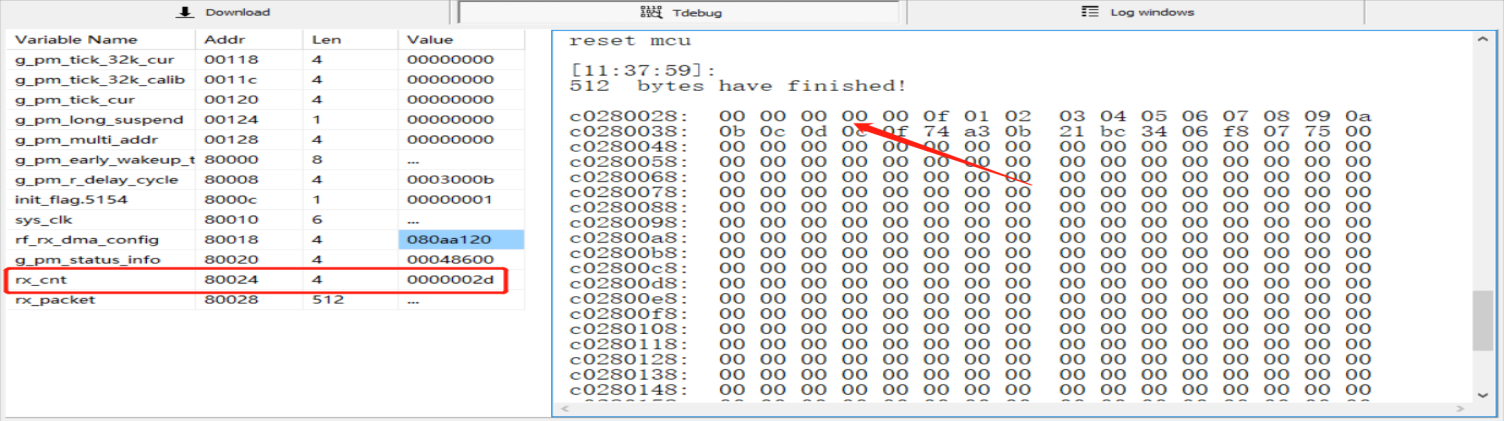 Download Tdebug Log windows
Variable Name Addr Len Value
g_pm_tick_32k_cur 00118 4 00000000
g_pm_tick_32k_calib 0011c 4 00000000
g_pm_tick_cur 00120 4 00000000
g_pm_long_suspend 00124 1 00000000
g_pm_multi_addr 00128 4 00000000
g_pm_early_wakeup_t 80000 8 ...
g_pm_r_delay_cycle 80008 4 0003000b
init_flag.5154 8000c 1 00000001
sys_clk 80010 6 ...
rf_rx_dma_config 80018 4 080aa120
g_pm_status_info 80020 4 00048600
rx_cnt 80024 4 0000002d
rx_packet 80028 512 ...
reset mcu
[11:37:59]:
512 bytes have finished!
c0280028: 00 00 00 00 00 0f 01 02 03 04 05 06 07 08 09 0a
c0280038: 0b 0c 0d 0e 0f 74 a3 0b 21 bc 34 06 f8 07 75 00
c0280048: 00 00 00 00 00 00 00 00 00 00 00 00 00 00 00 00
c0280058: 00 00 00 00 00 00 00 00 00 00 00 00 00 00 00 00
c0280068: 00 00 00 00 00 00 00 00 00 00 00 00 00 00 00 00
c0280078: 00 00 00 00 00 00 00 00 00 00 00 00 00 00 00 00
c0280088: 00 00 00 00 00 00 00 00 00 00 00 00 00 00 00 00
c0280098: 00 00 00 00 00 00 00 00 00 00 00 00 00 00 00 00
c02800a8: 00 00 00 00 00 00 00 00 00 00 00 00 00 00 00 00
c02800b8: 00 00 00 00 00 00 00 00 00 00 00 00 00 00 00 00
c02800c8: 00 00 00 00 00 00 00 00 00 00 00 00 00 00 00 00
c02800d8: 00 00 00 00 00 00 00 00 00 00 00 00 00 00 00 00
c02800e8: 00 00 00 00 00 00 00 00 00 00 00 00 00 00 00 00
c02800f8: 00 00 00 00 00 00 00 00 00 00 00 00 00 00 00 00
c0280108: 00 00 00 00 00 00 00 00 00 00 00 00 00 00 00 00
c0280118: 00 00 00 00 00 00 00 00 00 00 00 00 00 00 00 00
c0280128: 00 00 00 00 00 00 00 00 00 00 00 00 00 00 00 00
c0280138: 00 00 00 00 00 00 00 00 00 00 00 00 00 00 00 00
c0280148: 00 00 00 00 00 00 00 00 00 00 00 00 00 00 00 00